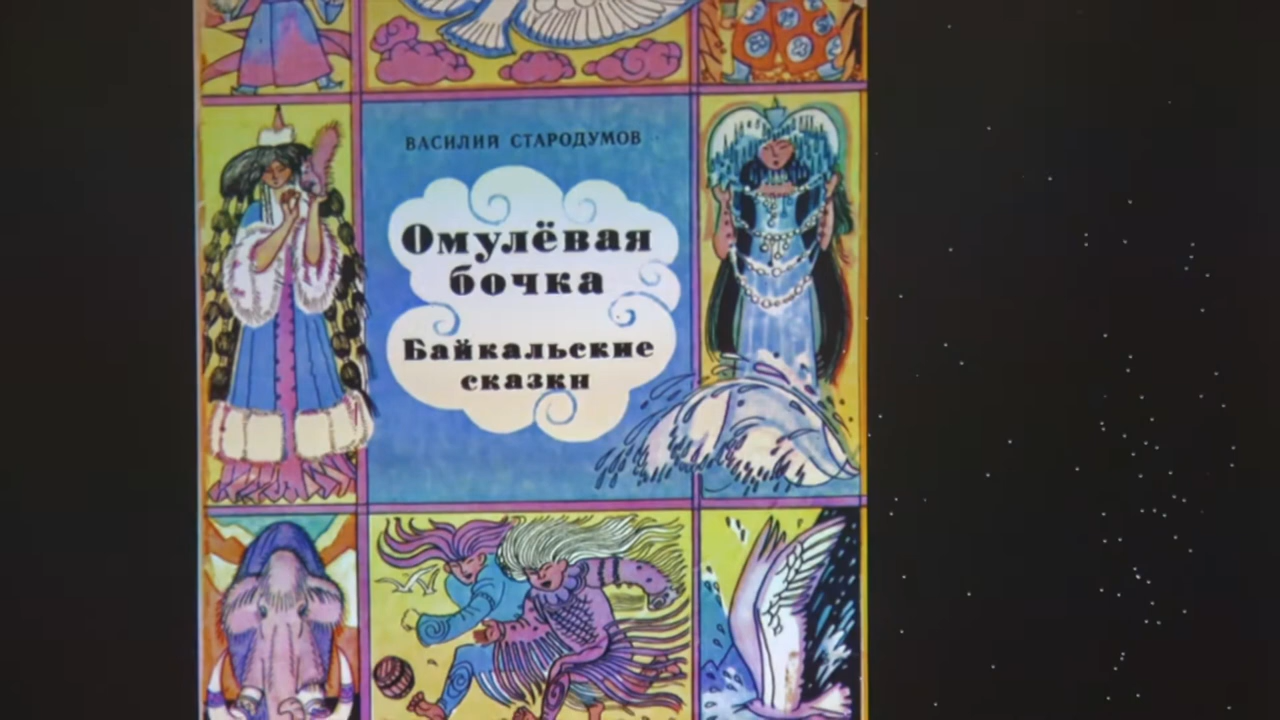 ВАСИЛИЙ СТАРОДУМОВ
Омулёвая
бочка
Байкальские
сказки